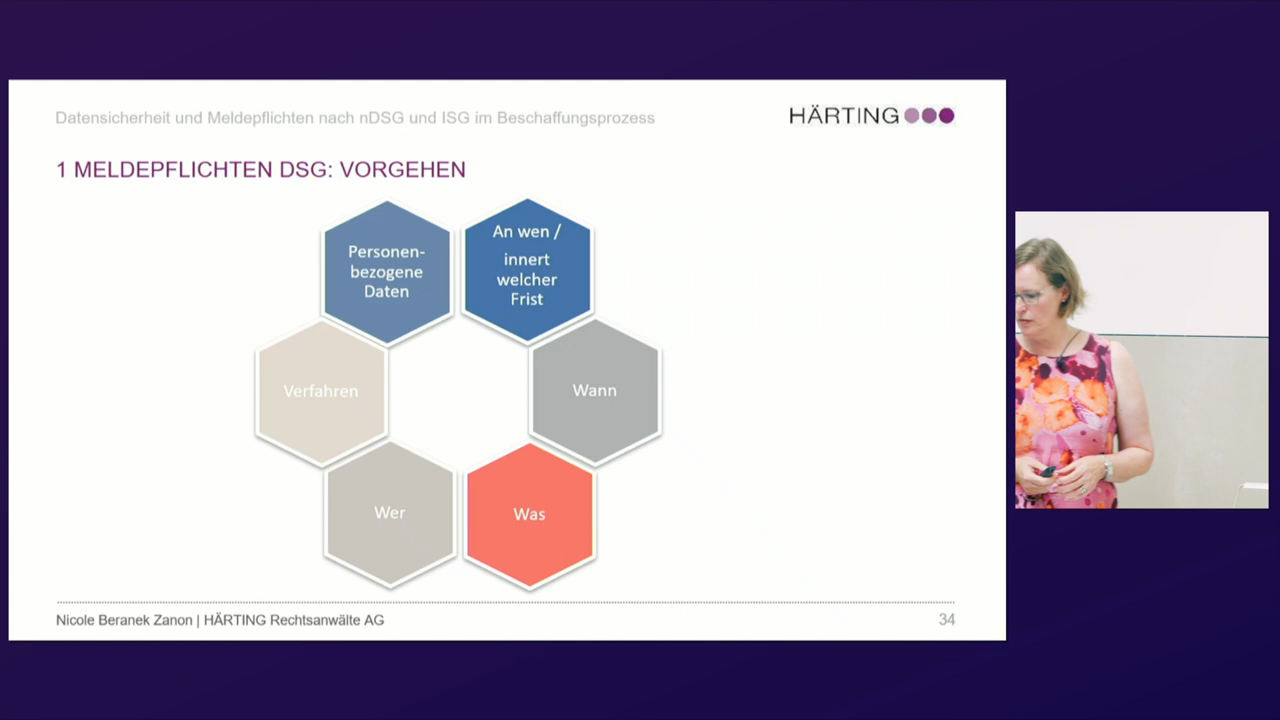 Datensicherheit und Meldepflichten nach nDSG und ISG im Beschaffungsprozess
HÄRTING
1 MELDEPFLICHTEN DSG: VORGEHEN
Personen-
bezogene
Daten
An wen /
innert
welcher
Frist
Verfahren
Wann
Wer
Was
Nicole Beranek Zanon | HÄRTING Rechtsanwälte AG
34